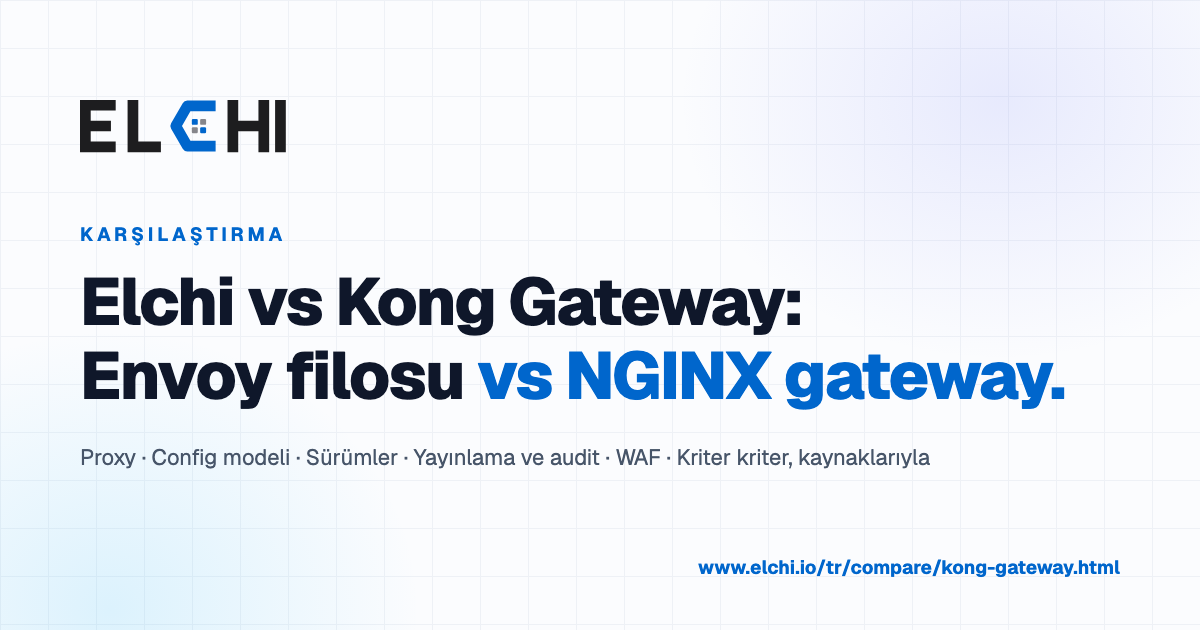 ELCHI
KARŞILAŞTIRMA
Elchi vs Kong Gateway:
Envoy filosu vs NGINX gateway.
Proxy · Config modeli · Sürümler · Yayınlama ve audit · WAF · Kriter kriter, kaynaklarıyla
www.elchi.io/tr/compare/kong-gateway.html